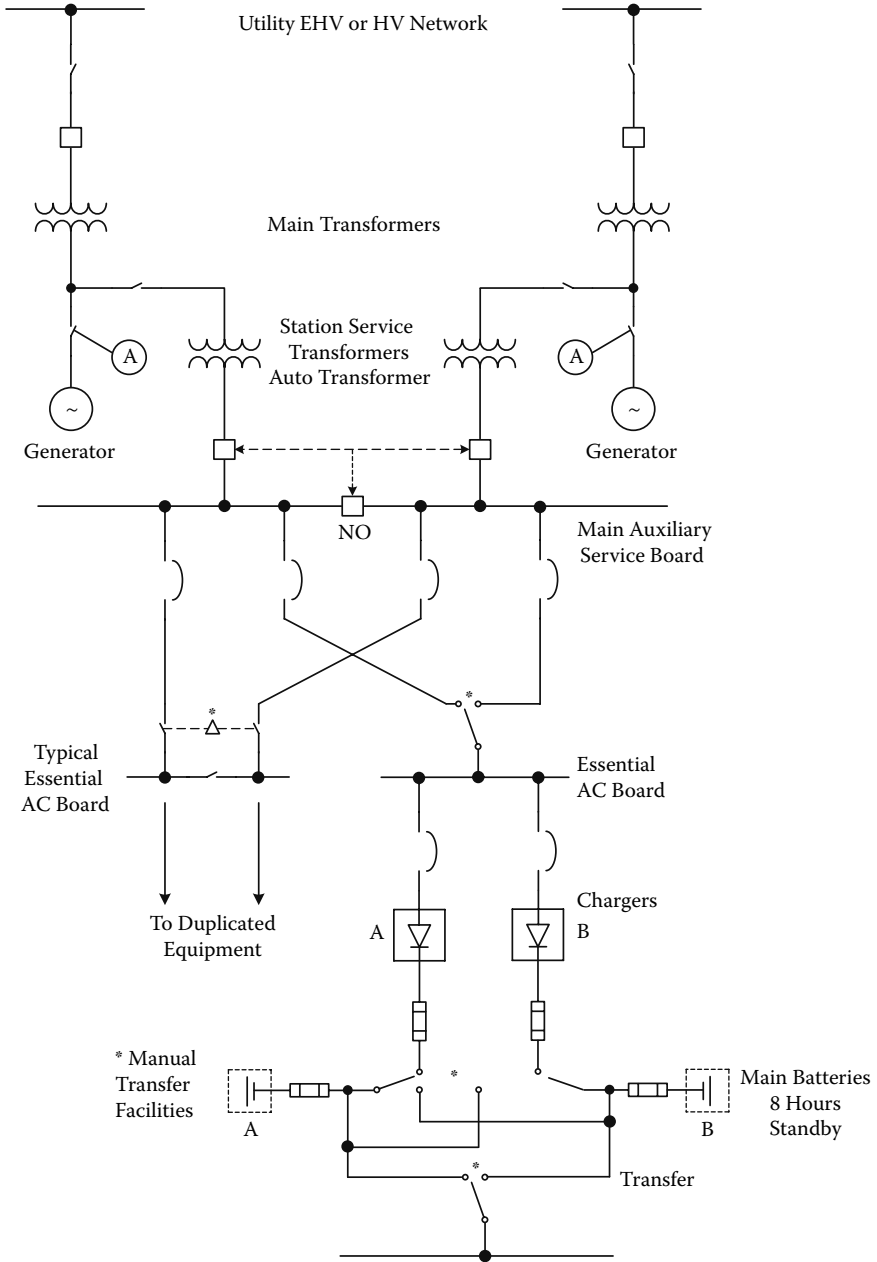 Utility EHV or HV Network
Main Transformers
Station Service
Transformers
Auto Transformer
A
A
~
~
Generator
Generator
NO
Main Auxiliary
Service Board
*
*
Typical
Essential
AC Board
Essential
AC Board
To Duplicated
Equipment
Chargers
A
B
* Manual
Transfer
Facilities
*
A
Main Batteries
8 Hours
Standby
B
*
Transfer